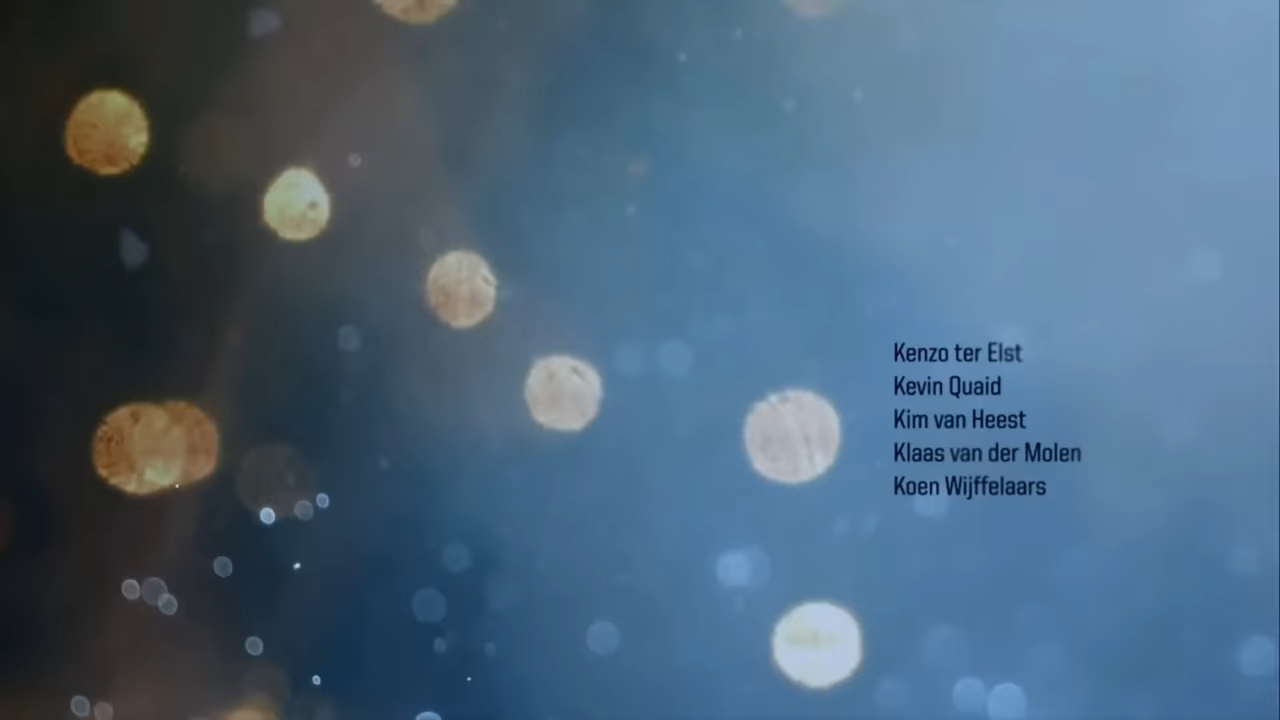 Kenzo ter Elst
Kevin Quaid
Kim van Heest
Klaas van der Molen
Koen Wijffelaars